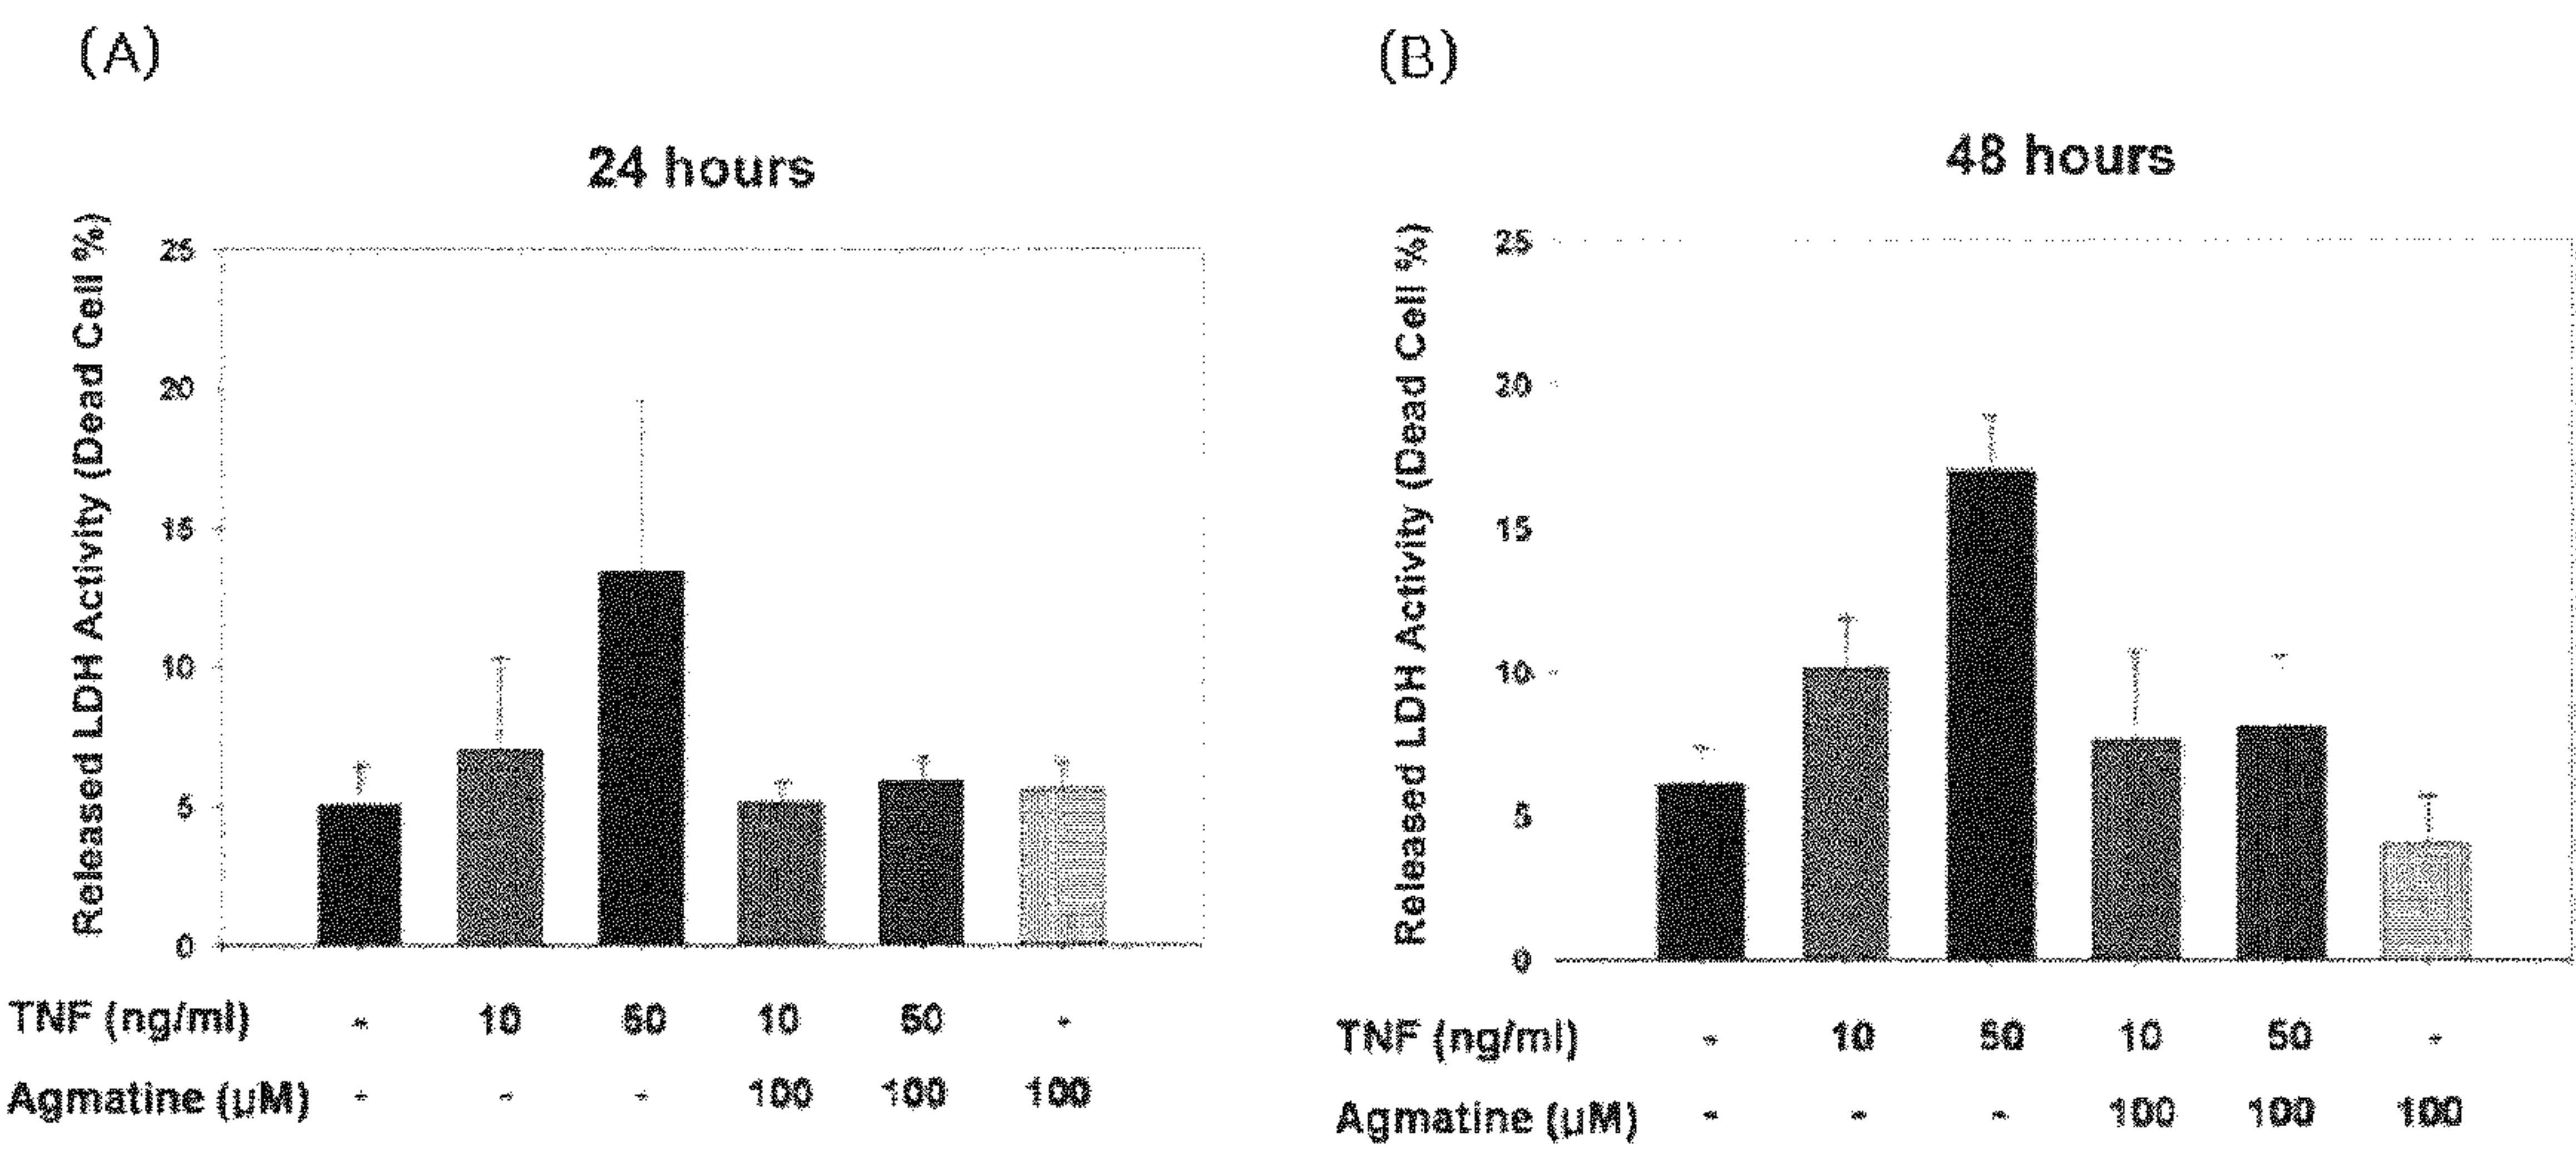 (A)
24 hours
Released LDH Activity (Dead Cell %)
25
20
15
10
5
0
TNF (ng/ml) - 10 50 10 50 -
Agmatine (μM) - - - 100 100 100
(B)
48 hours
Released LDH Activity (Dead Cell %)
25
20
15
10
5
0
TNF (ng/ml) - 10 50 10 50 -
Agmatine (μM) - - - 100 100 100